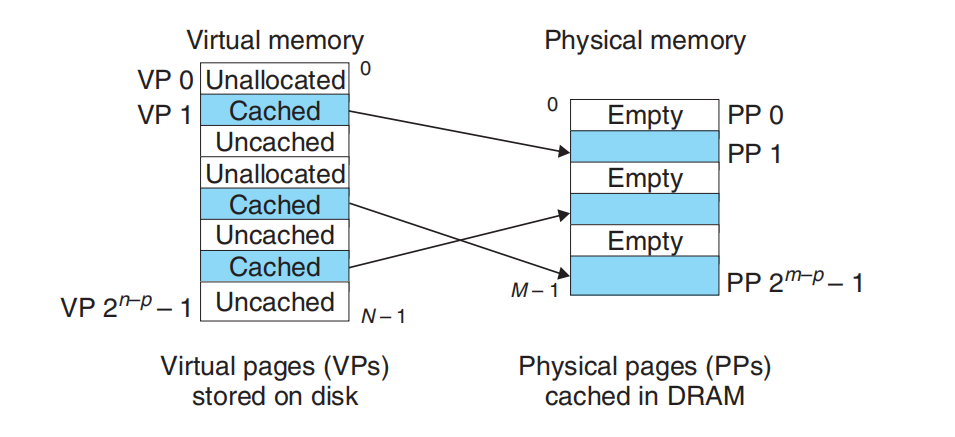 Virtual memory
Physical memory
VP 0 Unallocated 0
VP 1 Cached
Uncached
Unallocated
Cached
Uncached
Cached
VP 2ⁿ⁻ᵖ – 1 Uncached
N – 1
0 Empty PP 0
PP 1
Empty
Empty
M – 1 PP 2ᵐ⁻ᵖ – 1
Virtual pages (VPs)
stored on disk
Physical pages (PPs)
cached in DRAM